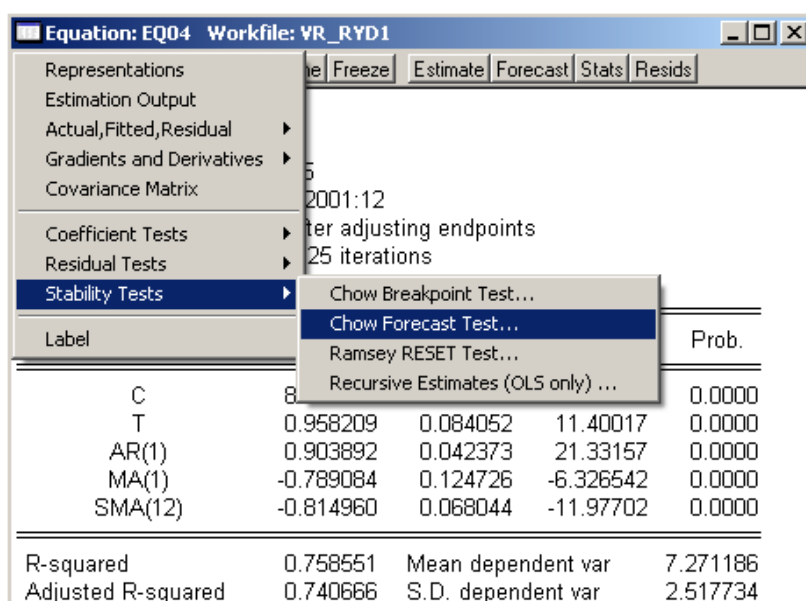 Equation: EQ04 Workfile: VR_RYD1
Representations
Freeze Estimate Forecast Stats Resids
Estimation Output
Actual,Fitted,Residual
Gradients and Derivatives
2001:12
Covariance Matrix
adjusting endpoints
Coefficient Tests
25 iterations
Residual Tests
Stability Tests
Chow Breakpoint Test...
Chow Forecast Test...
Label
Prob.
Ramsey RESET Test...
Recursive Estimates (OLS only) ...
C 8 0.0000
T 0.958209 0.084052 11.40017 0.0000
AR(1) 0.903892 0.042373 21.33157 0.0000
MA(1) -0.789084 0.124726 -6.326542 0.0000
SMA(12) -0.814960 0.068044 -11.97702 0.0000
R-squared 0.758551 Mean dependent var 7.271186
Adjusted R-squared 0.740666 S.D. dependent var 2.517734